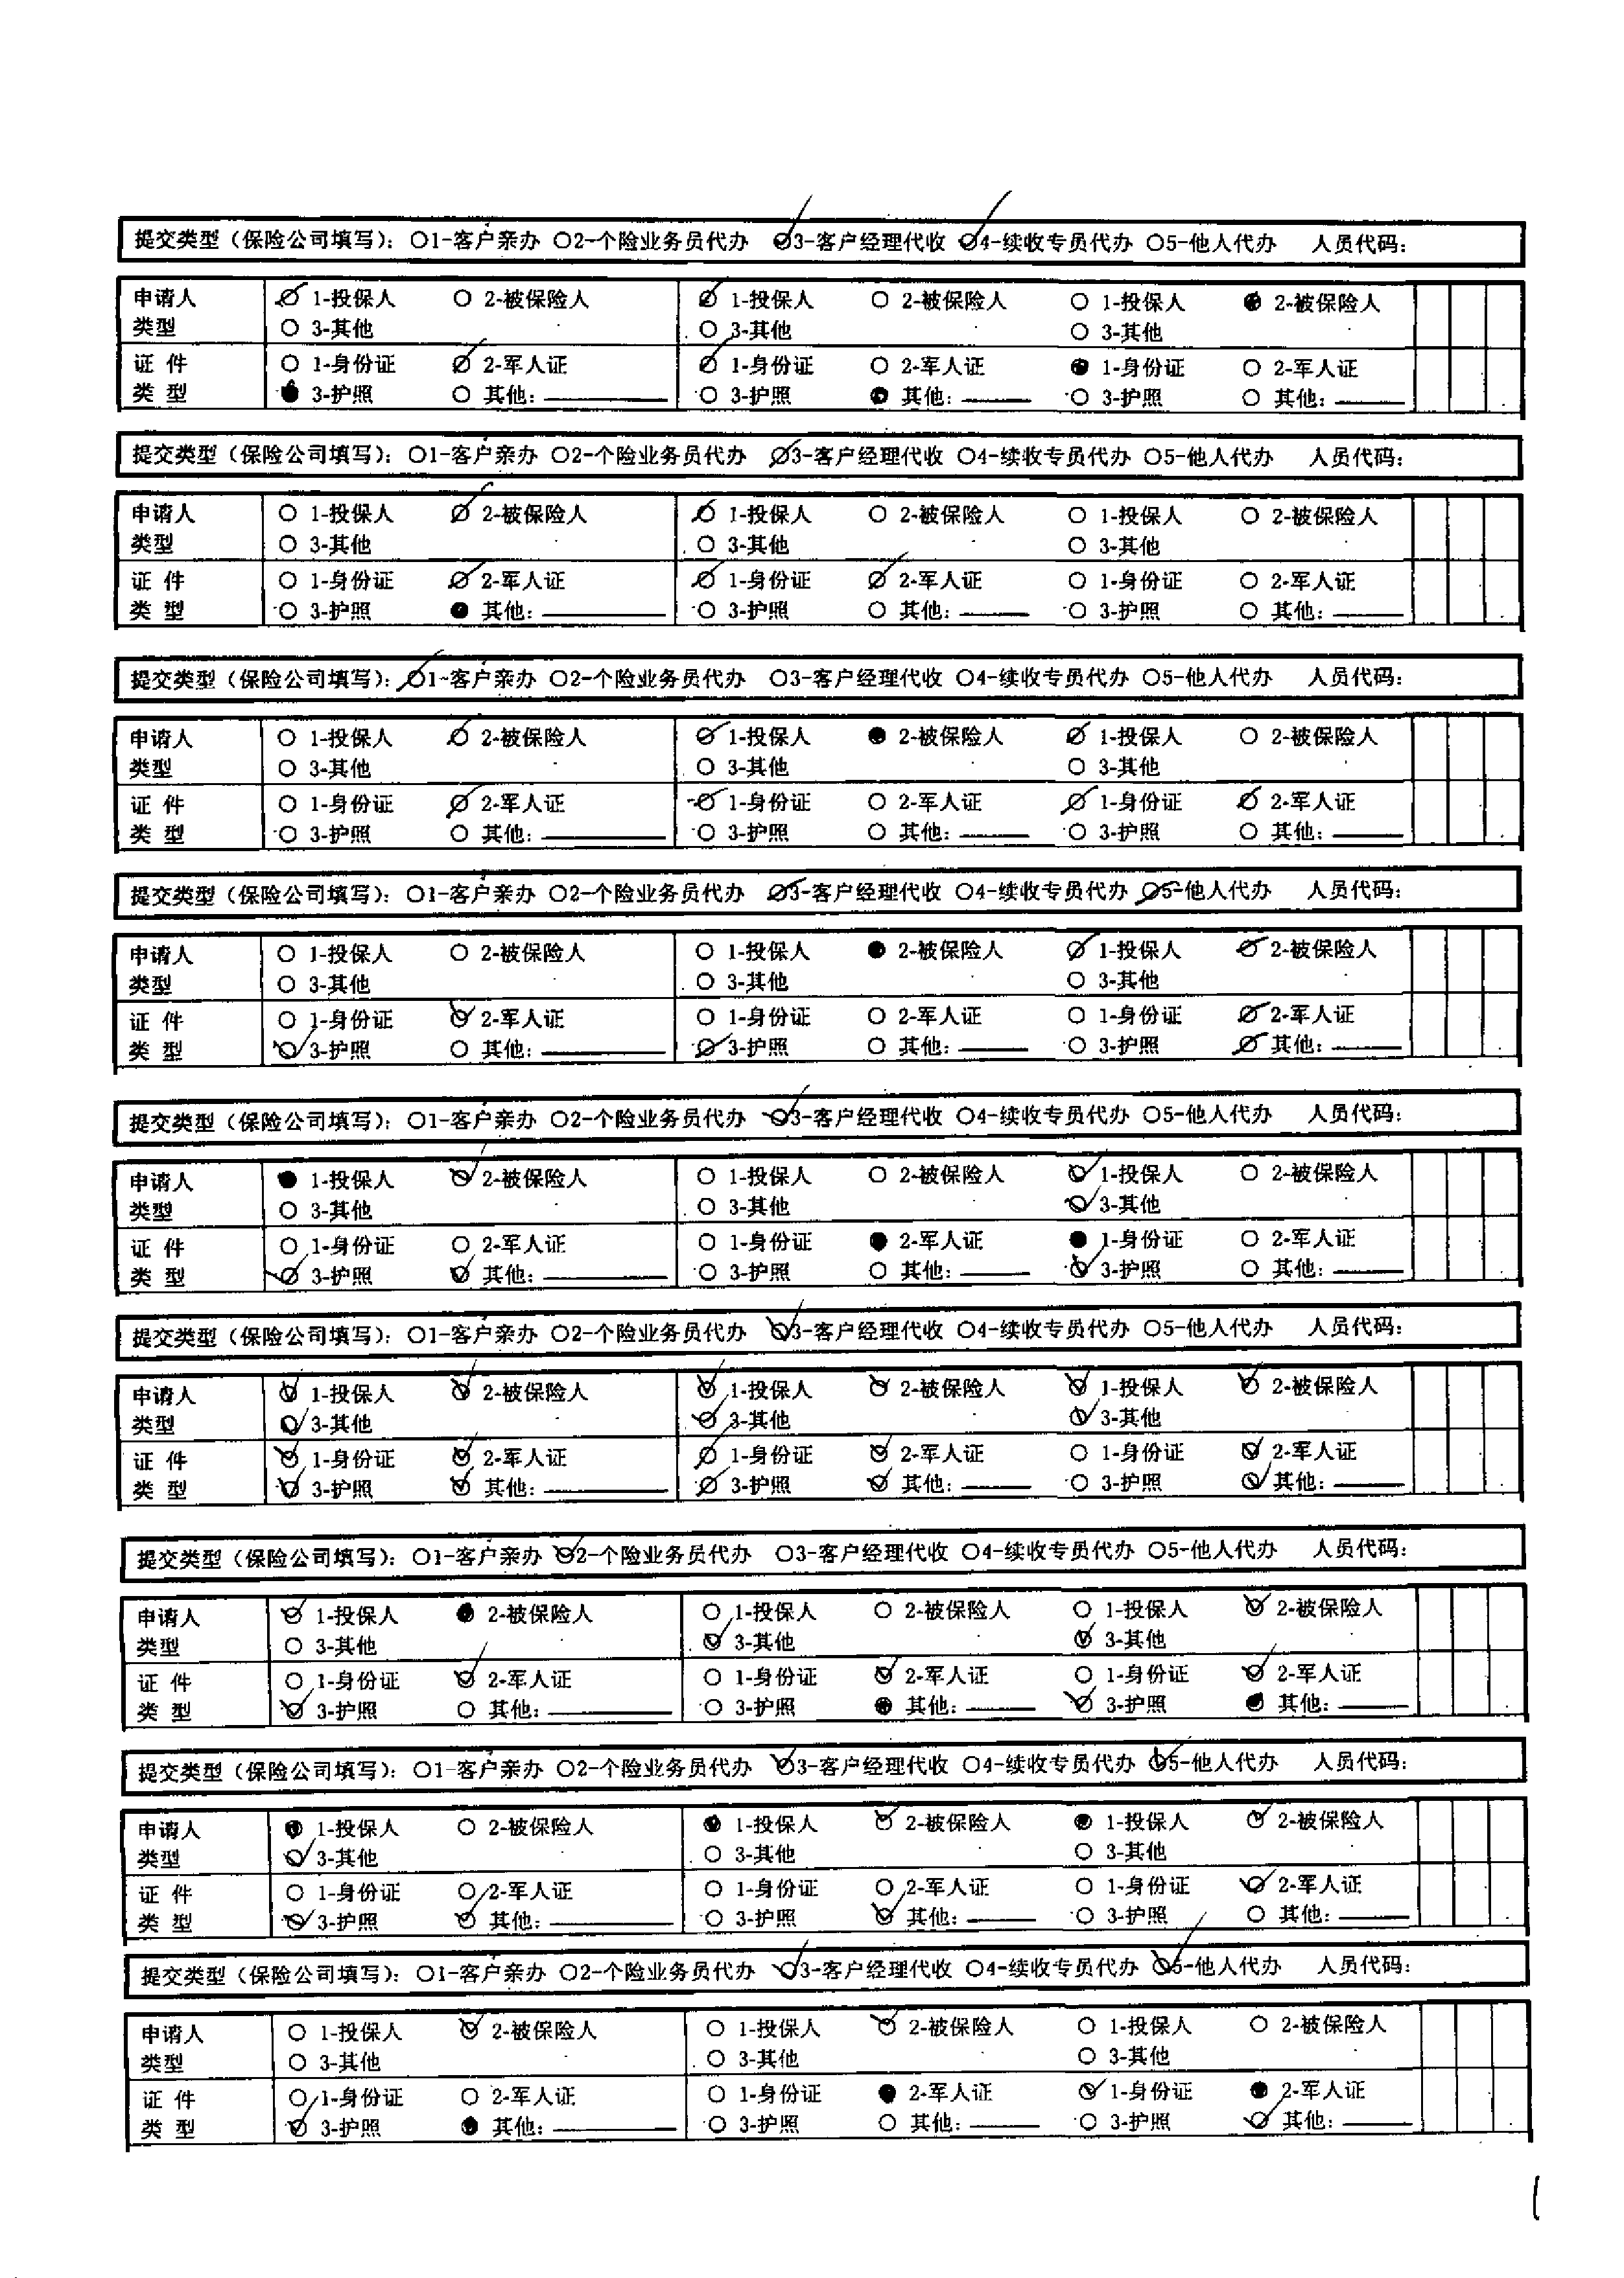 提交类型（保险公司填写）：○1-客户亲办 ○2-个险业务员代办 ○3-客户经理代收 ○4-续收专员代办 ○5-他人代办 人员代码：
申请人 ○ 1-投保人 ○ 2-被保险人 ○ 1-投保人 ○ 2-被保险人 ○ 1-投保人 ● 2-被保险人
类型 ○ 3-其他 ○ 3-其他 ○ 3-其他
证 件 ○ 1-身份证 ○ 2-军人证 ○ 1-身份证 ○ 2-军人证 ● 1-身份证 ○ 2-军人证
类 型 ● 3-护照 ○ 其他：____ ○ 3-护照 ● 其他：____ ○ 3-护照 ○ 其他：____
提交类型（保险公司填写）：○1-客户亲办 ○2-个险业务员代办 ○3-客户经理代收 ○4-续收专员代办 ○5-他人代办 人员代码：
申请人 ○ 1-投保人 ○ 2-被保险人 ○ 1-投保人 ○ 2-被保险人 ○ 1-投保人 ○ 2-被保险人
类型 ○ 3-其他 ○ 3-其他 ○ 3-其他
证 件 ○ 1-身份证 ○ 2-军人证 ○ 1-身份证 ○ 2-军人证 ○ 1-身份证 ○ 2-军人证
类 型 ○ 3-护照 ● 其他：____ ○ 3-护照 ○ 其他：____ ○ 3-护照 ○ 其他：____
提交类型（保险公司填写）：○1-客户亲办 ○2-个险业务员代办 ○3-客户经理代收 ○4-续收专员代办 ○5-他人代办 人员代码：
申请人 ○ 1-投保人 ○ 2-被保险人 ○ 1-投保人 ● 2-被保险人 ○ 1-投保人 ○ 2-被保险人
类型 ○ 3-其他 ○ 3-其他 ○ 3-其他
证 件 ○ 1-身份证 ○ 2-军人证 ○ 1-身份证 ○ 2-军人证 ○ 1-身份证 ○ 2-军人证
类 型 ○ 3-护照 ○ 其他：____ ○ 3-护照 ○ 其他：____ ○ 3-护照 ○ 其他：____
提交类型（保险公司填写）：○1-客户亲办 ○2-个险业务员代办 ○3-客户经理代收 ○4-续收专员代办 ○5-他人代办 人员代码：
申请人 ○ 1-投保人 ○ 2-被保险人 ○ 1-投保人 ● 2-被保险人 ○ 1-投保人 ○ 2-被保险人
类型 ○ 3-其他 ○ 3-其他 ○ 3-其他
证 件 ○ 1-身份证 ○ 2-军人证 ○ 1-身份证 ○ 2-军人证 ○ 1-身份证 ○ 2-军人证
类 型 ○ 3-护照 ○ 其他：____ ○ 3-护照 ○ 其他：____ ○ 3-护照 ○ 其他：____
提交类型（保险公司填写）：○1-客户亲办 ○2-个险业务员代办 ○3-客户经理代收 ○4-续收专员代办 ○5-他人代办 人员代码：
申请人 ● 1-投保人 ○ 2-被保险人 ○ 1-投保人 ○ 2-被保险人 ○ 1-投保人 ○ 2-被保险人
类型 ○ 3-其他 ○ 3-其他 ○ 3-其他
证 件 ○ 1-身份证 ○ 2-军人证 ○ 1-身份证 ● 2-军人证 ● 1-身份证 ○ 2-军人证
类 型 ○ 3-护照 ○ 其他：____ ○ 3-护照 ○ 其他：____ ○ 3-护照 ○ 其他：____
提交类型（保险公司填写）：○1-客户亲办 ○2-个险业务员代办 ○3-客户经理代收 ○4-续收专员代办 ○5-他人代办 人员代码：
申请人 ○ 1-投保人 ○ 2-被保险人 ○ 1-投保人 ○ 2-被保险人 ○ 1-投保人 ○ 2-被保险人
类型 ○ 3-其他 ○ 3-其他 ○ 3-其他
证 件 ○ 1-身份证 ○ 2-军人证 ○ 1-身份证 ○ 2-军人证 ○ 1-身份证 ○ 2-军人证
类 型 ○ 3-护照 ○ 其他：____ ○ 3-护照 ○ 其他：____ ○ 3-护照 ○ 其他：____
提交类型（保险公司填写）：○1-客户亲办 ○2-个险业务员代办 ○3-客户经理代收 ○4-续收专员代办 ○5-他人代办 人员代码：
申请人 ○ 1-投保人 ● 2-被保险人 ○ 1-投保人 ○ 2-被保险人 ○ 1-投保人 ○ 2-被保险人
类型 ○ 3-其他 ○ 3-其他 ○ 3-其他
证 件 ○ 1-身份证 ○ 2-军人证 ○ 1-身份证 ○ 2-军人证 ○ 1-身份证 ○ 2-军人证
类 型 ○ 3-护照 ○ 其他：____ ○ 3-护照 ● 其他：____ ○ 3-护照 ● 其他：____
提交类型（保险公司填写）：○1-客户亲办 ○2-个险业务员代办 ○3-客户经理代收 ○4-续收专员代办 ○5-他人代办 人员代码：
申请人 ● 1-投保人 ○ 2-被保险人 ● 1-投保人 ○ 2-被保险人 ● 1-投保人 ○ 2-被保险人
类型 ○ 3-其他 ○ 3-其他 ○ 3-其他
证 件 ○ 1-身份证 ○ 2-军人证 ○ 1-身份证 ○ 2-军人证 ○ 1-身份证 ○ 2-军人证
类 型 ○ 3-护照 ○ 其他：____ ○ 3-护照 ○ 其他：____ ○ 3-护照 ○ 其他：____
提交类型（保险公司填写）：○1-客户亲办 ○2-个险业务员代办 ○3-客户经理代收 ○4-续收专员代办 ○5-他人代办 人员代码：
申请人 ○ 1-投保人 ○ 2-被保险人 ○ 1-投保人 ○ 2-被保险人 ○ 1-投保人 ○ 2-被保险人
类型 ○ 3-其他 ○ 3-其他 ○ 3-其他
证 件 ○ 1-身份证 ○ 2-军人证 ○ 1-身份证 ● 2-军人证 ○ 1-身份证 ● 2-军人证
类 型 ○ 3-护照 ● 其他：____ ○ 3-护照 ○ 其他：____ ○ 3-护照 ○ 其他：____